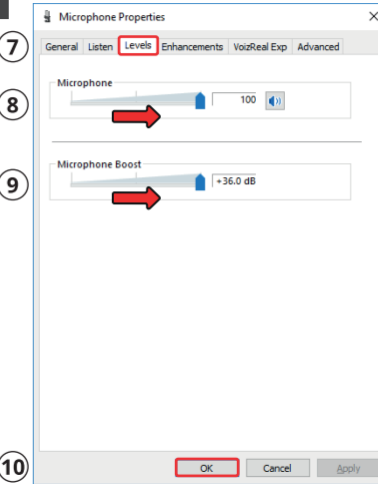 Microphone Properties
7
General Listen Levels Enhancements VoizReal Exp Advanced
Microphone
8
100
Microphone Boost
9
+36.0 dB
10
OK Cancel Apply